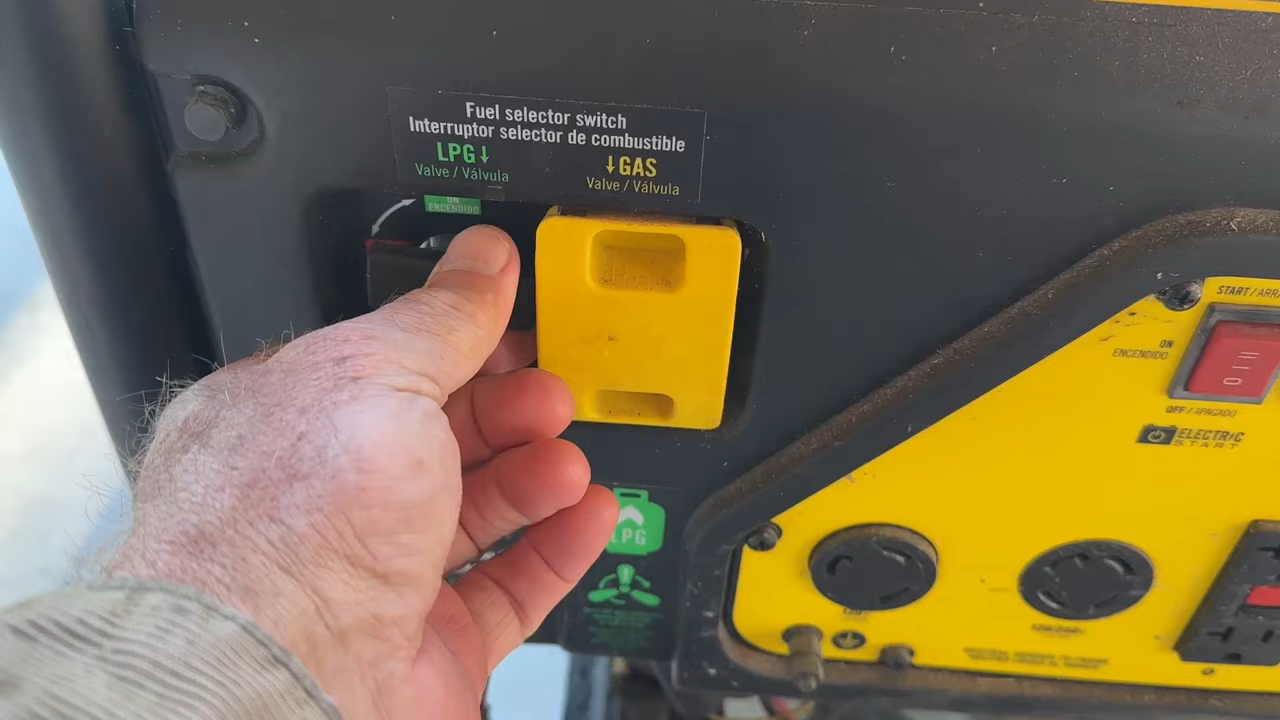 Fuel selector switch
Interruptor selector de combustible
LPG↓
↓GAS
Valve / Válvula
Valve / Válvula
ON
ENCENDIDO
START / ARRA
ON
ENCENDIDO
OFF / APAGADO
ELECTRIC
START
LPG